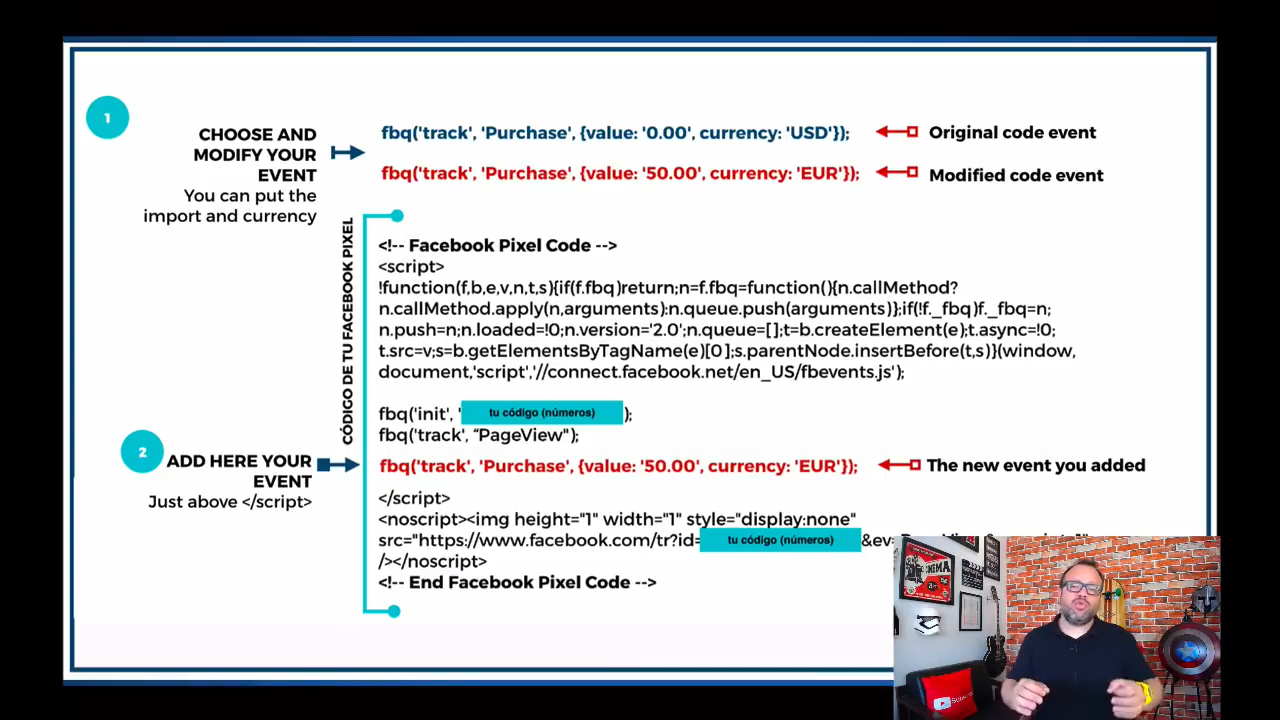 1
CHOOSE AND
MODIFY YOUR
EVENT
You can put the
import and currency
fbq('track', 'Purchase', {value: '0.00', currency: 'USD'});
Original code event
fbq('track', 'Purchase', {value: '50.00', currency: 'EUR'});
Modified code event
CÓDIGO DE TU FACEBOOK PIXEL
<!-- Facebook Pixel Code -->
<script>
!function(f,b,e,v,n,t,s){if(f.fbq)return;n=f.fbq=function(){n.callMethod?
n.callMethod.apply(n,arguments):n.queue.push(arguments)};if(!f._fbq)f._fbq=n;
n.push=n;n.loaded=!0;n.version='2.0';n.queue=[];t=b.createElement(e);t.async=!0;
t.src=v;s=b.getElementsByTagName(e)[0];s.parentNode.insertBefore(t,s)}(window,
document,'script','//connect.facebook.net/en_US/fbevents.js');
fbq('init', ' tu código (números) );
fbq('track', “PageView");
2
ADD HERE YOUR
EVENT
Just above </script>
fbq('track', 'Purchase', {value: '50.00', currency: 'EUR'});
The new event you added
</script>
<noscript><img height="1" width="1" style="display:none"
src="https://www.facebook.com/tr?id= tu código (números) &ev=
/></noscript>
<!-- End Facebook Pixel Code -->